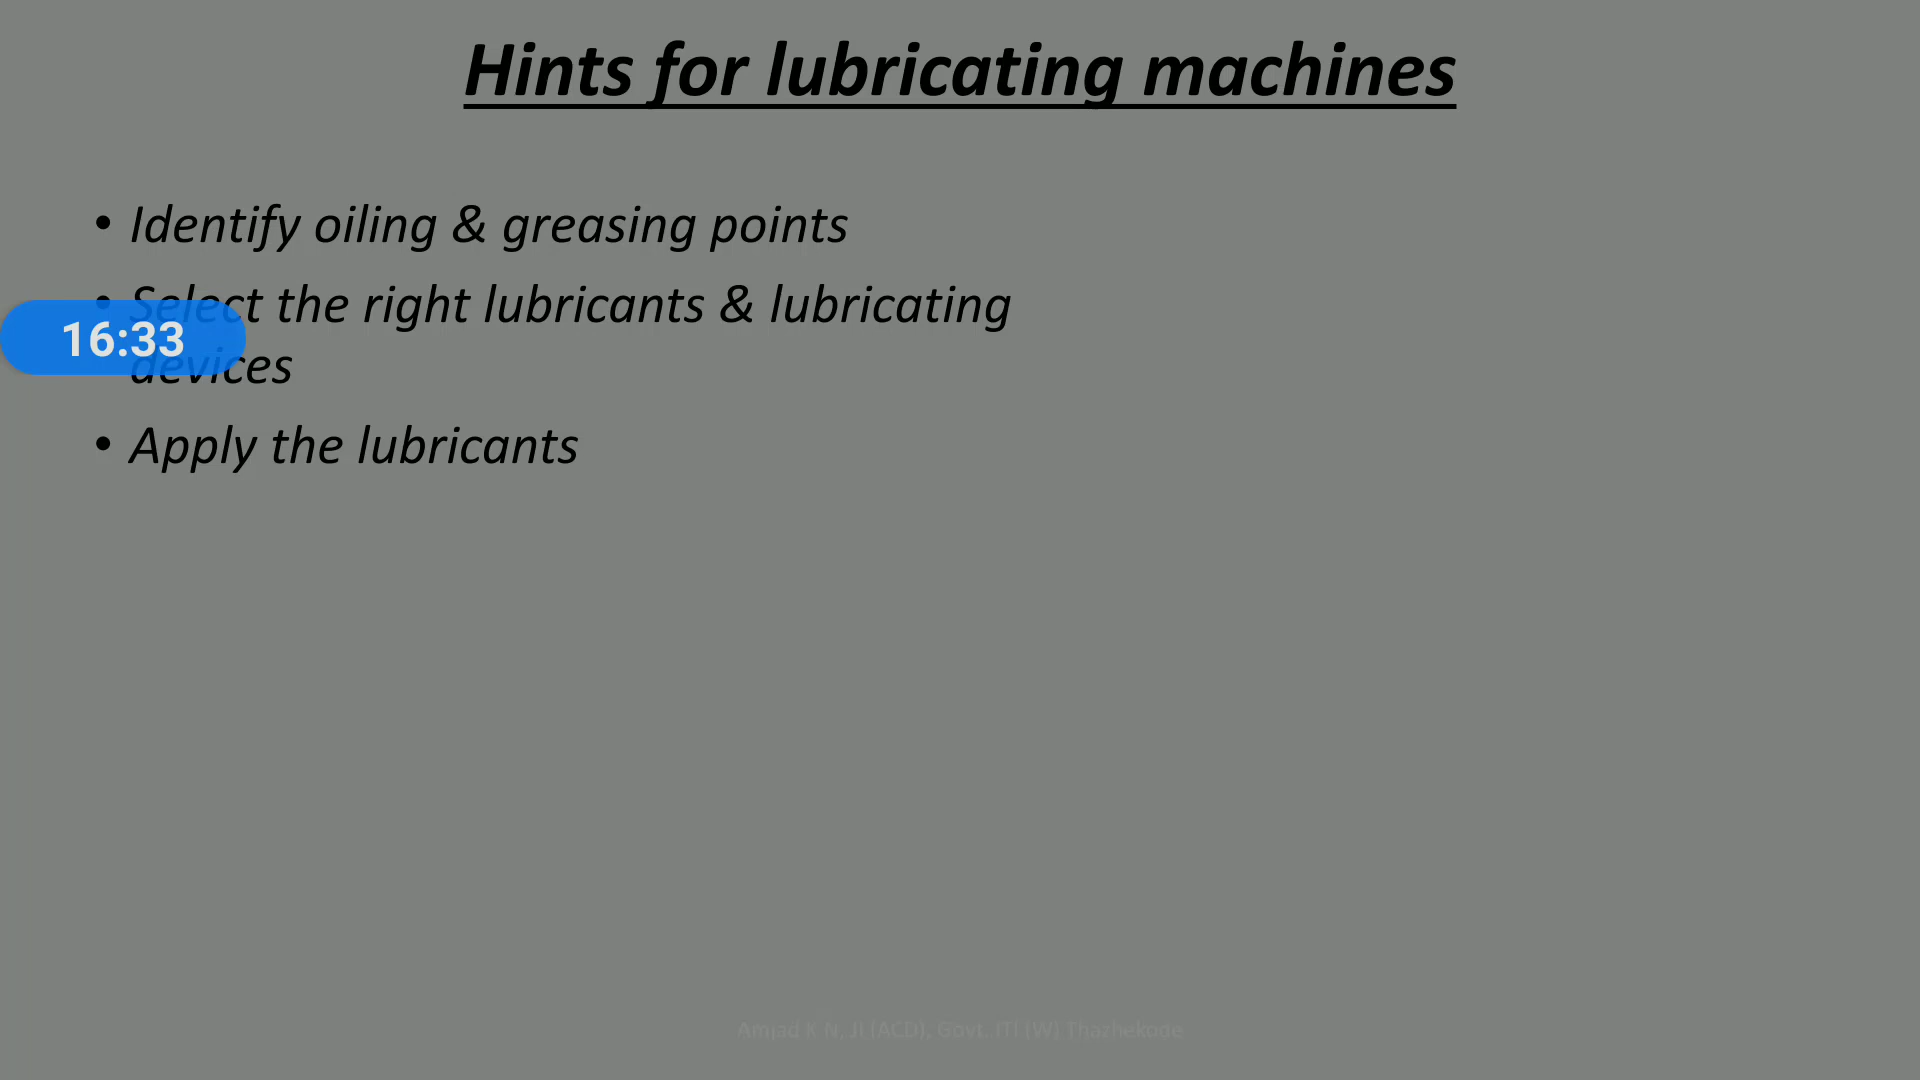 Hints for lubricating machines
• Identify oiling & greasing points
• Select the right lubricants & lubricating
16:33
devices
• Apply the lubricants
Amjad K N, JI (ACD), Govt. ITI (W) Thazhekode